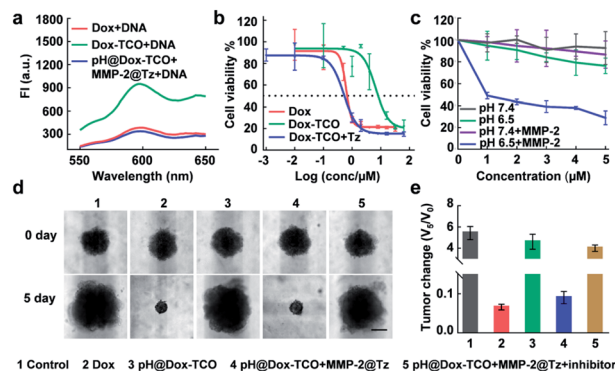 a
FI (a.u.)
1800
1500
1200
900
600
300
Dox+DNA
Dox-TCO+DNA
pH@Dox-TCO+
MMP-2@Tz+DNA
550 600 650
Wavelength (nm)
b
Cell viability %
100
80
60
40
20
0
Dox
Dox-TCO
Dox-TCO+Tz
-3 -2 -1 0 1 2
Log (conc/μM)
c
Cell viability %
120
100
80
60
40
20
0
pH 7.4
pH 6.5
pH 7.4+MMP-2
pH 6.5+MMP-2
0 1 2 3 4 5
Concentration (μM)
d
1 2 3 4 5
0 day
5 day
e
Tumor change (V5/V0)
6
4
0.1
0.0
1 2 3 4 5
1 Control 2 Dox 3 pH@Dox-TCO 4 pH@Dox-TCO+MMP-2@Tz 5 pH@Dox-TCO+MMP-2@Tz+inhibitor